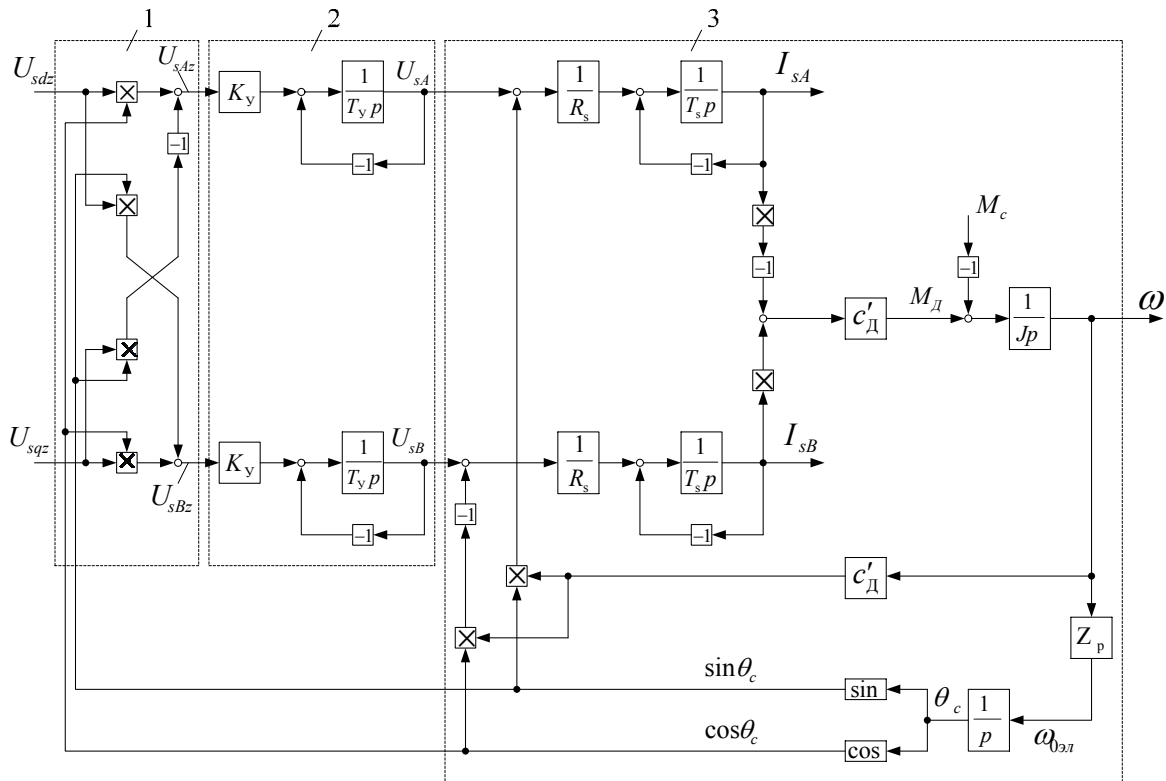 1 2 3
U_sdz U_sAz K_У 1/(T_У p) U_sA 1/R_s 1/(T_s p) I_sA
-1 -1 -1
M_c
-1 -1
c′_Д M_Д 1/(Jp) ω
U_sqz U_sBz K_У 1/(T_У p) U_sB 1/R_s 1/(T_s p) I_sB
-1 -1 -1
c′_Д
Z_р
sinθ_c sin θ_c 1/p
cosθ_c cos ω_0эл